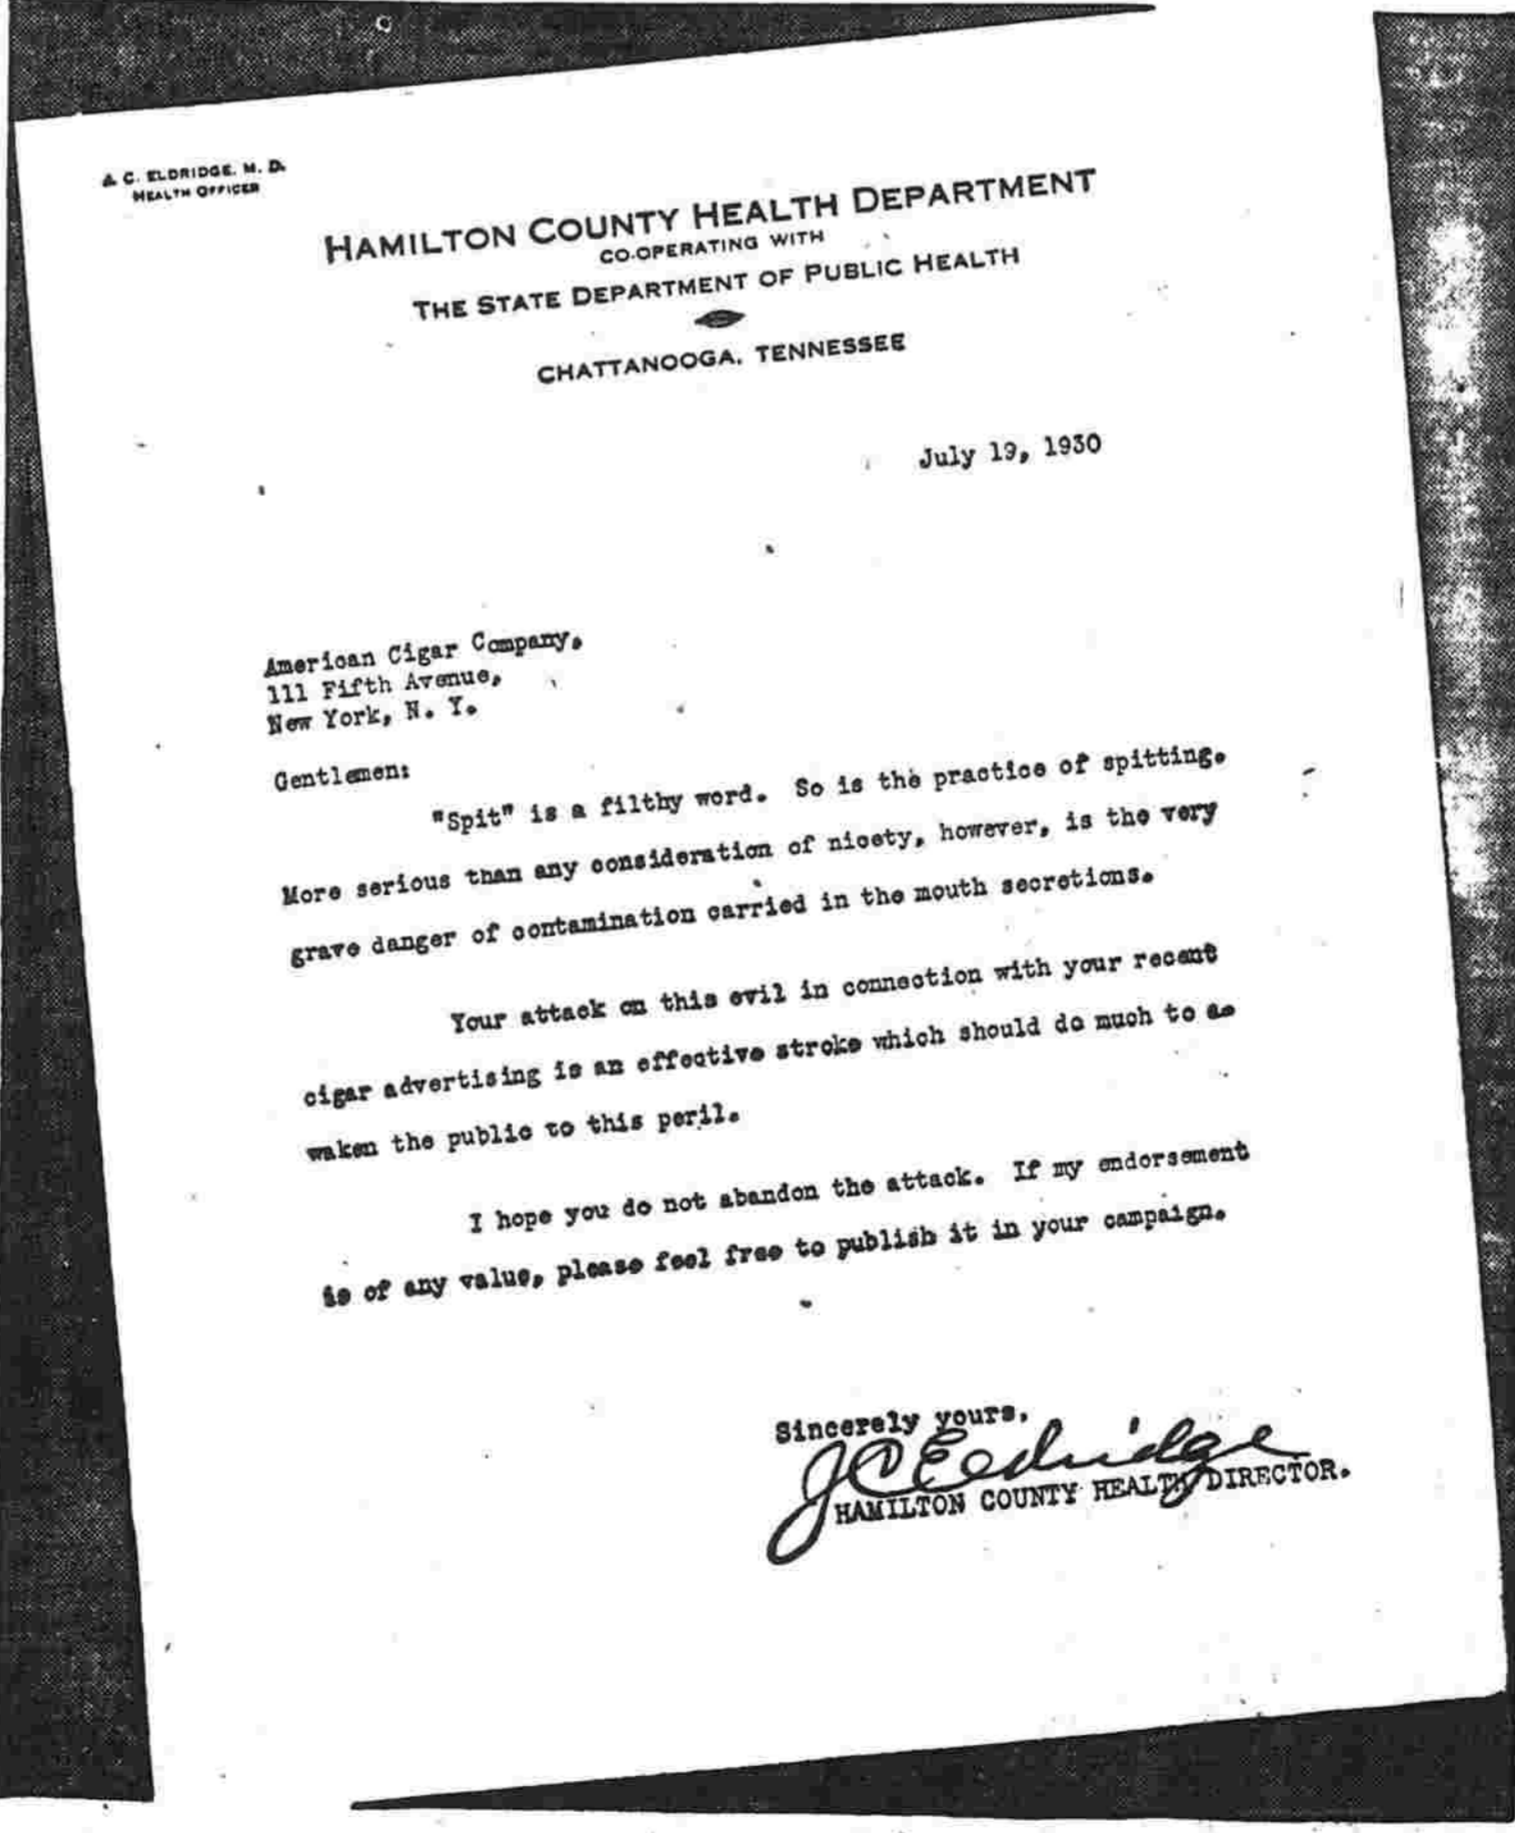 J. C. ELDRIDGE, M. D.
HEALTH OFFICER
HAMILTON COUNTY HEALTH DEPARTMENT
CO-OPERATING WITH
THE STATE DEPARTMENT OF PUBLIC HEALTH
CHATTANOOGA, TENNESSEE
July 19, 1930
American Cigar Company,
111 Fifth Avenue,
New York, N. Y.
Gentlemen:
"Spit" is a filthy word. So is the practice of spitting.
More serious than any consideration of nicety, however, is the very
grave danger of contamination carried in the mouth secretions.
Your attack on this evil in connection with your recent
cigar advertising is an effective stroke which should do much to a-
waken the public to this peril.
I hope you do not abandon the attack. If my endorsement
is of any value, please feel free to publish it in your campaign.
Sincerely yours,
J C Eldridge
HAMILTON COUNTY HEALTH DIRECTOR.